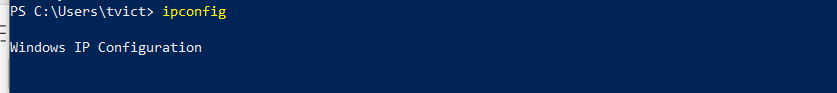 PS C:\Users\tvict> ipconfig
Windows IP Configuration